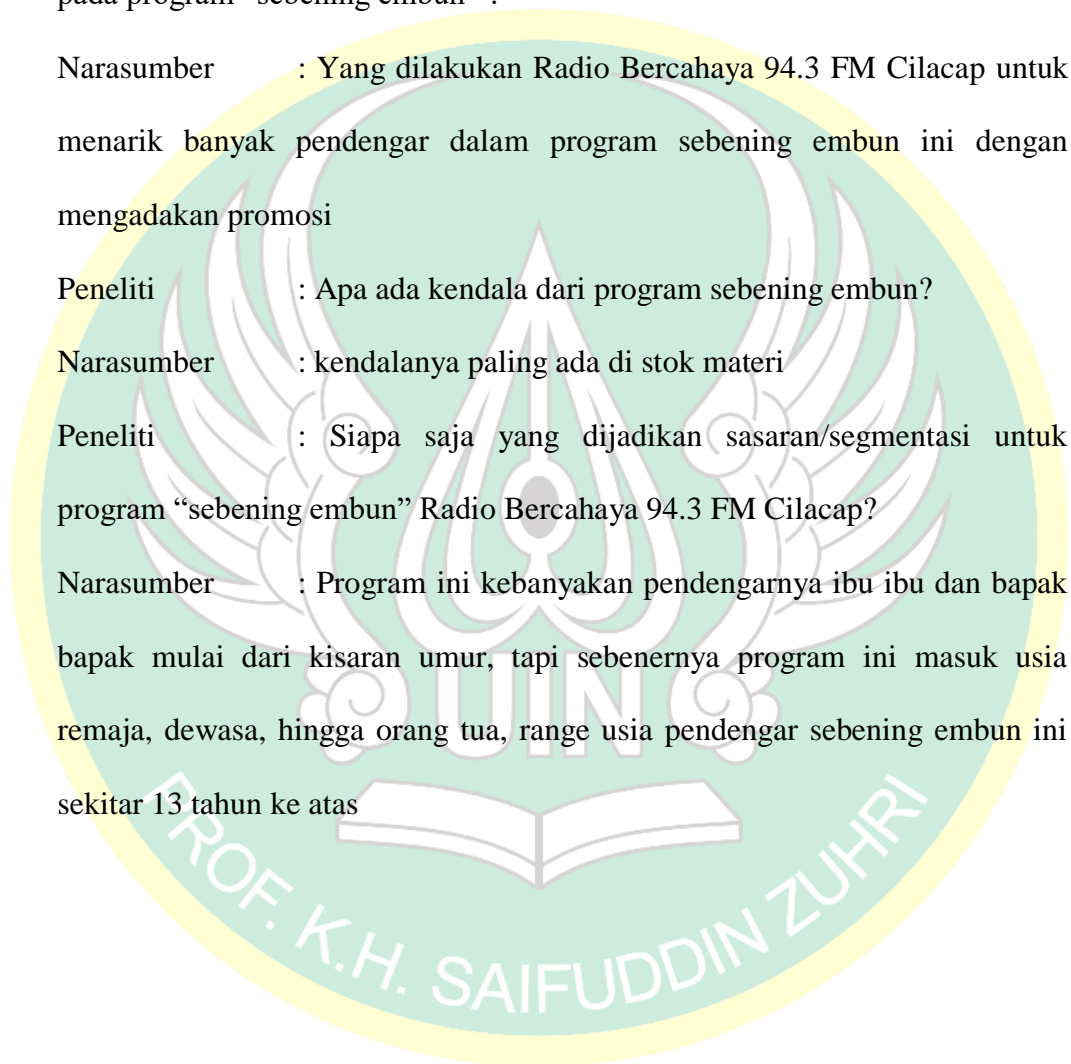 pada program “sebening embun” ?
Narasumber : Yang dilakukan Radio Bercahaya 94.3 FM Cilacap untuk
menarik banyak pendengar dalam program sebening embun ini dengan
mengadakan promosi
Peneliti : Apa ada kendala dari program sebening embun?
Narasumber : kendalanya paling ada di stok materi
Peneliti : Siapa saja yang dijadikan sasaran/segmentasi untuk
program “sebening embun” Radio Bercahaya 94.3 FM Cilacap?
Narasumber : Program ini kebanyakan pendengarnya ibu ibu dan bapak
bapak mulai dari kisaran umur, tapi sebenernya program ini masuk usia
remaja, dewasa, hingga orang tua, range usia pendengar sebening embun ini
sekitar 13 tahun ke atas
UIN
PROF. K.H. SAIFUDDIN ZUHRI